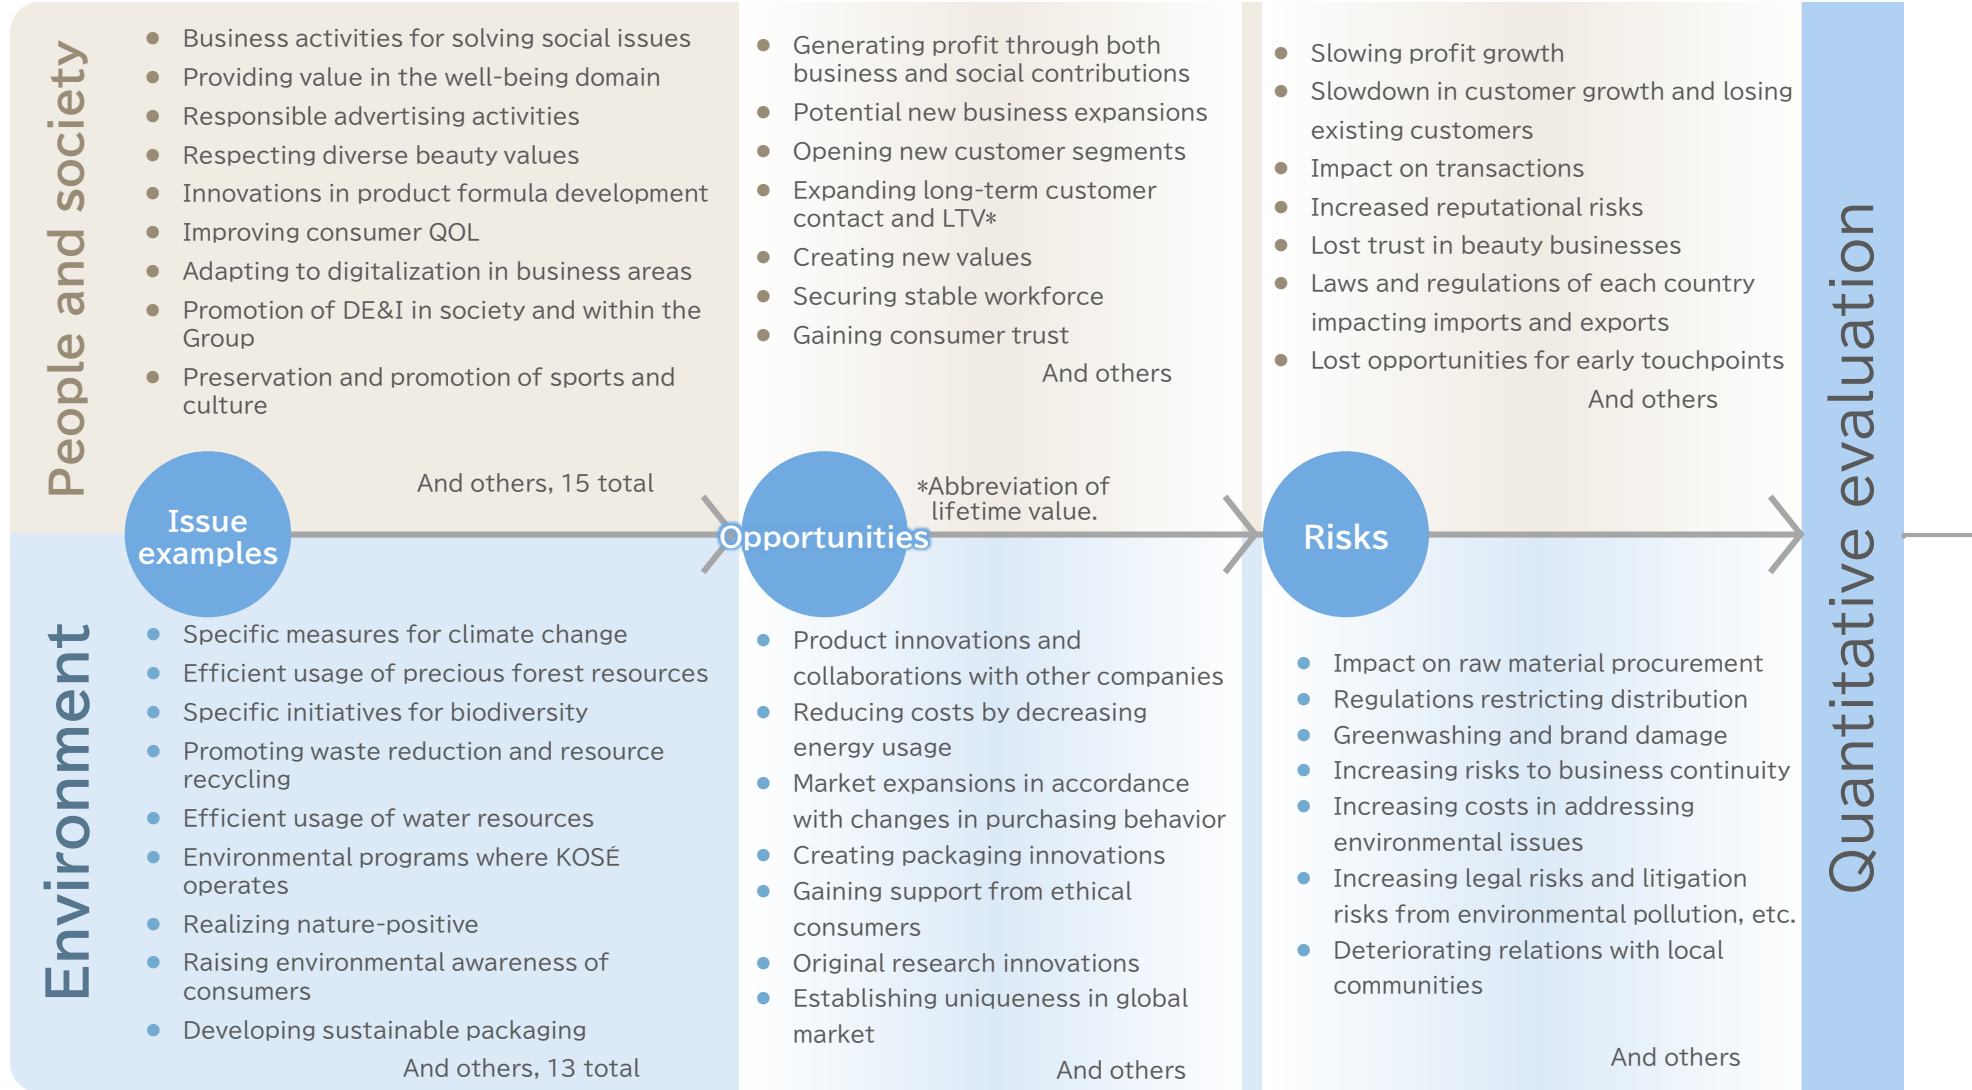 People and society
Business activities for solving social issues
Providing value in the well-being domain
Responsible advertising activities
Respecting diverse beauty values
Innovations in product formula development
Improving consumer QOL
Adapting to digitalization in business areas
Promotion of DE&I in society and within the
Group
Preservation and promotion of sports and
culture
And others, 15 total
Generating profit through both
business and social contributions
Potential new business expansions
Opening new customer segments
Expanding long-term customer
contact and LTV*
Creating new values
Securing stable workforce
Gaining consumer trust
And others
*Abbreviation of
lifetime value.
Slowing profit growth
Slowdown in customer growth and losing
existing customers
Impact on transactions
Increased reputational risks
Lost trust in beauty businesses
Laws and regulations of each country
impacting imports and exports
Lost opportunities for early touchpoints
And others
Issue
examples
Opportunities
Risks
Quantitative evaluation
Environment
Specific measures for climate change
Efficient usage of precious forest resources
Specific initiatives for biodiversity
Promoting waste reduction and resource
recycling
Efficient usage of water resources
Environmental programs where KOSÉ
operates
Realizing nature-positive
Raising environmental awareness of
consumers
Developing sustainable packaging
And others, 13 total
Product innovations and
collaborations with other companies
Reducing costs by decreasing
energy usage
Market expansions in accordance
with changes in purchasing behavior
Creating packaging innovations
Gaining support from ethical
consumers
Original research innovations
Establishing uniqueness in global
market
And others
Impact on raw material procurement
Regulations restricting distribution
Greenwashing and brand damage
Increasing risks to business continuity
Increasing costs in addressing
environmental issues
Increasing legal risks and litigation
risks from environmental pollution, etc.
Deteriorating relations with local
communities
And others